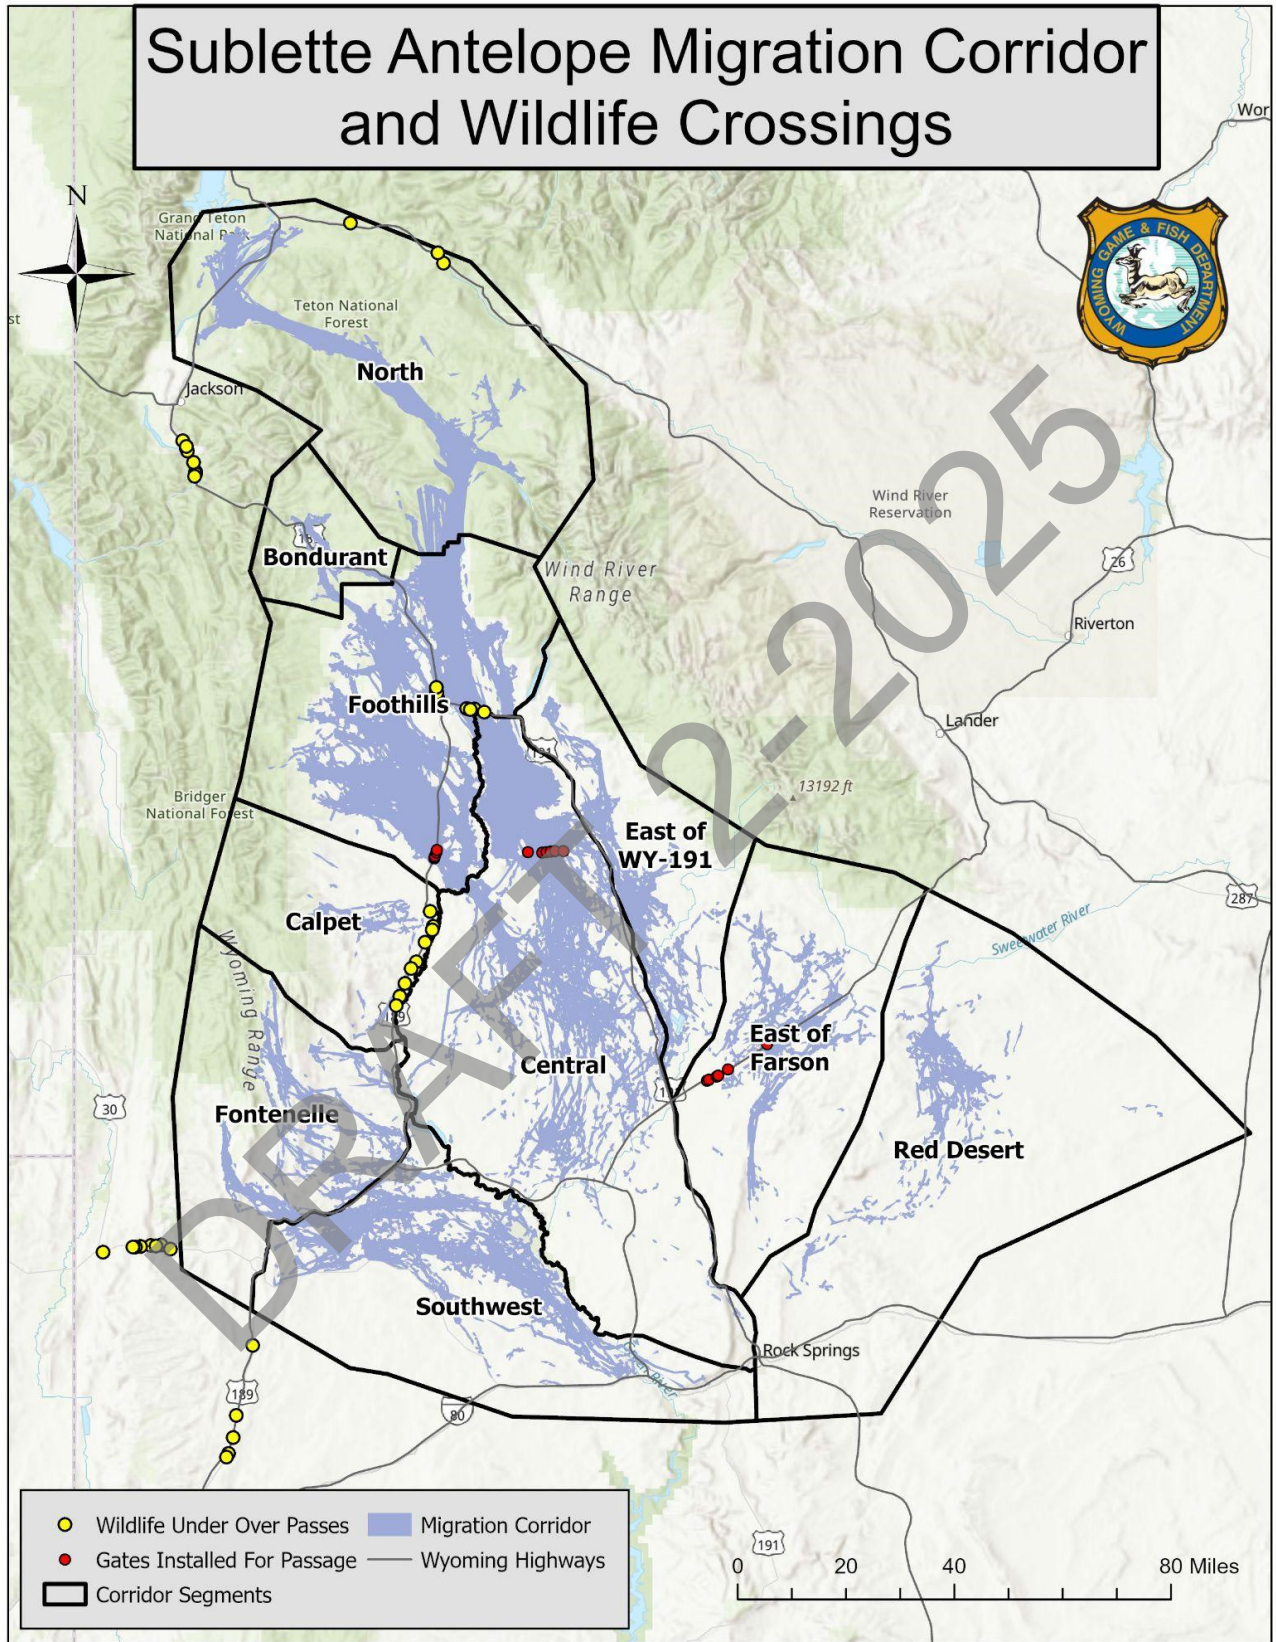 Sublette Antelope Migration Corridor
and Wildlife Crossings
Wor
N
Grand Teton
National Park
WYOMING GAME & FISH DEPARTMENT
Teton National
Forest
st
North
Jackson
Wind River
Reservation
Bondurant
26
Wind River
Range
Riverton
Foothills
Lander
191
13192 ft
Bridger
National Forest
East of
WY-191
287
Calpet
Sweetwater River
Wyoming Range
189
East of
Farson
Central
30
Fontenelle
Red Desert
Southwest
Rock Springs
River
189
80
DRAFT 2-2025
Wildlife Under Over Passes
Migration Corridor
Gates Installed For Passage
Wyoming Highways
Corridor Segments
191
0 20 40 80 Miles